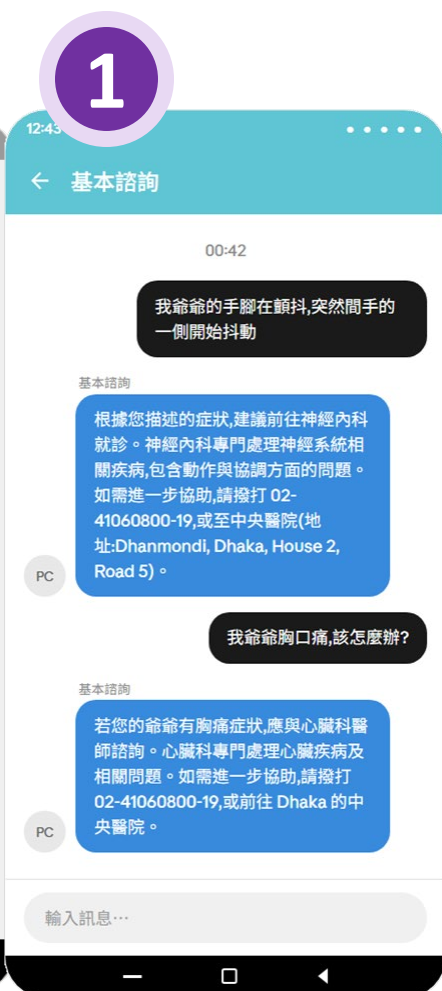 1
12:43
基本諮詢
00:42
我爺爺的手腳在顫抖,突然間手的
一側開始抖動
基本諮詢
根據您描述的症狀,建議前往神經內科
就診。神經內科專門處理神經系統相
關疾病,包含動作與協調方面的問題。
如需進一步協助,請撥打 02-
41060800-19,或至中央醫院(地
址:Dhanmondi, Dhaka, House 2,
Road 5)。
PC
我爺爺胸口痛,該怎麼辦?
基本諮詢
若您的爺爺有胸痛症狀,應與心臟科醫
師諮詢。心臟科專門處理心臟疾病及
相關問題。如需進一步協助,請撥打
02-41060800-19,或前往 Dhaka 的中
央醫院。
PC
輸入訊息…